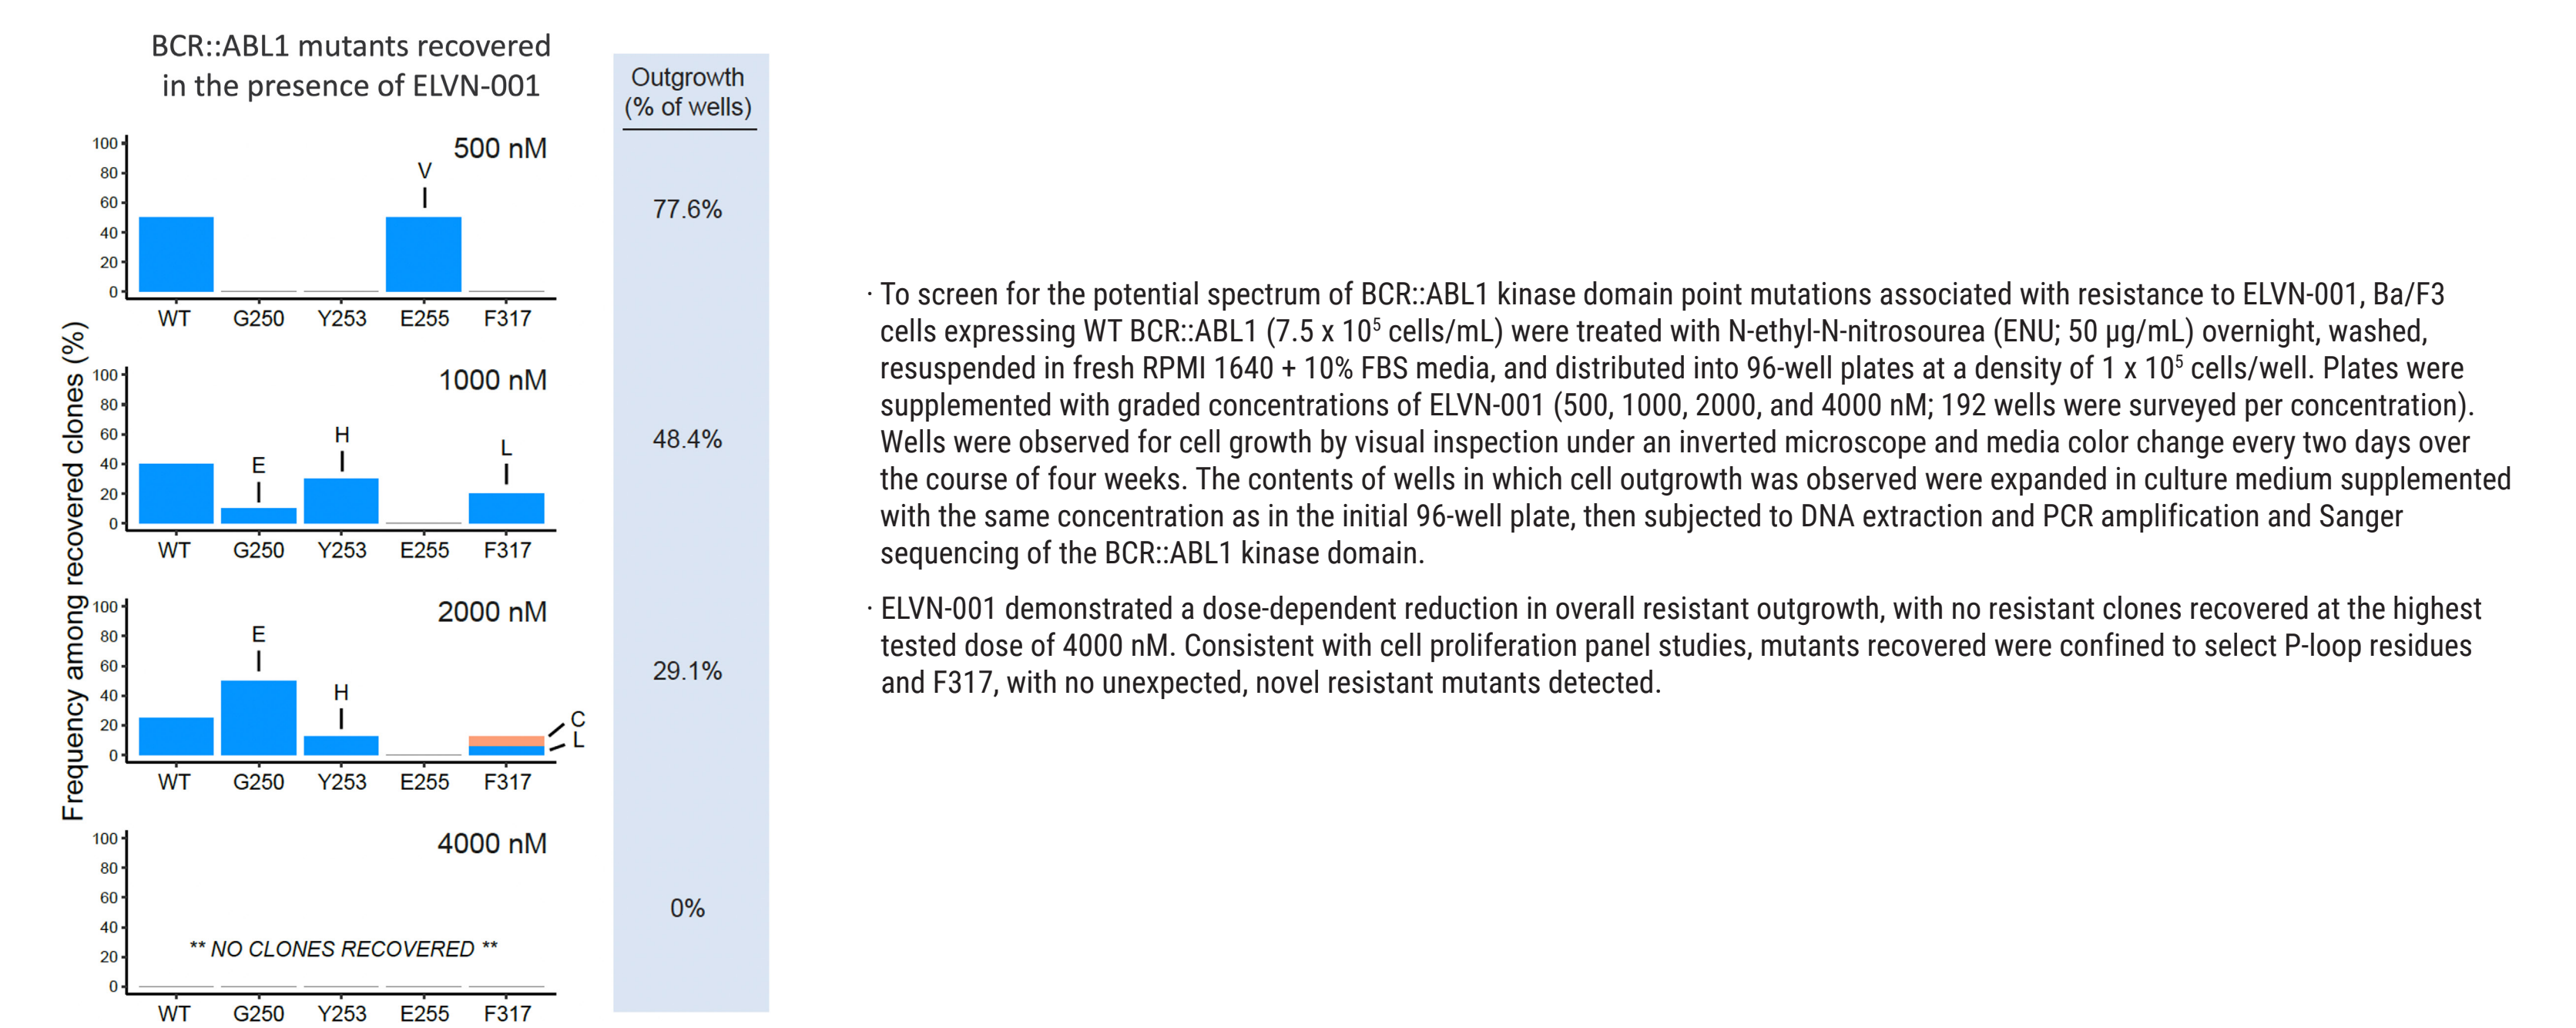 BCR::ABL1 mutants recovered
in the presence of ELVN-001
Outgrowth
(% of wells)
Frequency among recovered clones (%)
500 nM
100
80
60
40
20
0
V
WT G250 Y253 E255 F317
77.6%
1000 nM
100
80
60
40
20
0
E
H
L
WT G250 Y253 E255 F317
48.4%
2000 nM
100
80
60
40
20
0
E
H
C
L
WT G250 Y253 E255 F317
29.1%
4000 nM
100
80
60
40
20
0
** NO CLONES RECOVERED **
WT G250 Y253 E255 F317
0%
· To screen for the potential spectrum of BCR::ABL1 kinase domain point mutations associated with resistance to ELVN-001, Ba/F3
cells expressing WT BCR::ABL1 (7.5 x 10⁵ cells/mL) were treated with N-ethyl-N-nitrosourea (ENU; 50 µg/mL) overnight, washed,
resuspended in fresh RPMI 1640 + 10% FBS media, and distributed into 96-well plates at a density of 1 x 10⁵ cells/well. Plates were
supplemented with graded concentrations of ELVN-001 (500, 1000, 2000, and 4000 nM; 192 wells were surveyed per concentration).
Wells were observed for cell growth by visual inspection under an inverted microscope and media color change every two days over
the course of four weeks. The contents of wells in which cell outgrowth was observed were expanded in culture medium supplemented
with the same concentration as in the initial 96-well plate, then subjected to DNA extraction and PCR amplification and Sanger
sequencing of the BCR::ABL1 kinase domain.
· ELVN-001 demonstrated a dose-dependent reduction in overall resistant outgrowth, with no resistant clones recovered at the highest
tested dose of 4000 nM. Consistent with cell proliferation panel studies, mutants recovered were confined to select P-loop residues
and F317, with no unexpected, novel resistant mutants detected.